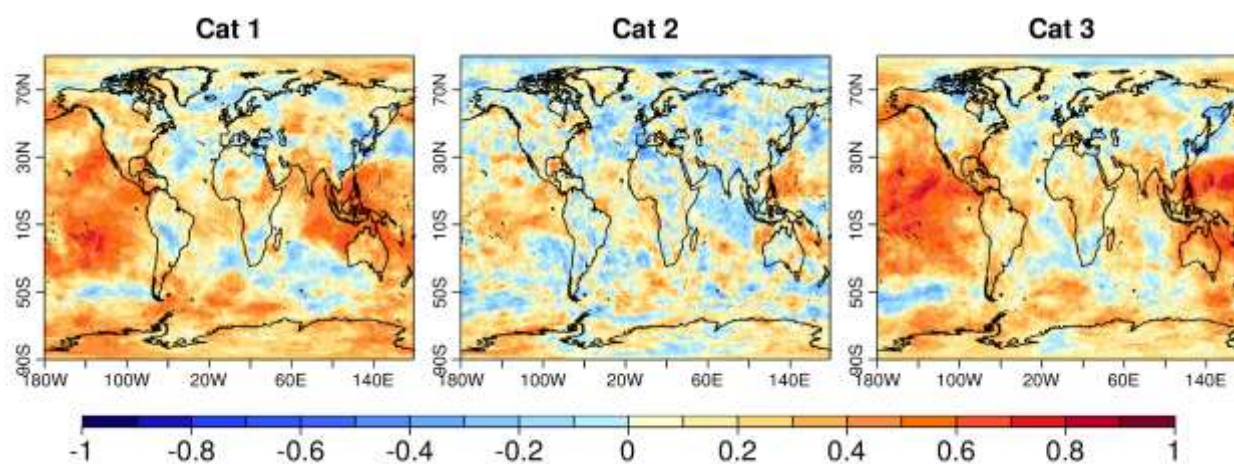 Cat 1 Cat 2 Cat 3
70N 70N 70N
30N 30N 30N
10S 10S 10S
50S 50S 50S
90S 90S 90S
180W 100W 20W 60E 140E 180W 100W 20W 60E 140E 180W 100W 20W 60E 140E
-1 -0.8 -0.6 -0.4 -0.2 0 0.2 0.4 0.6 0.8 1